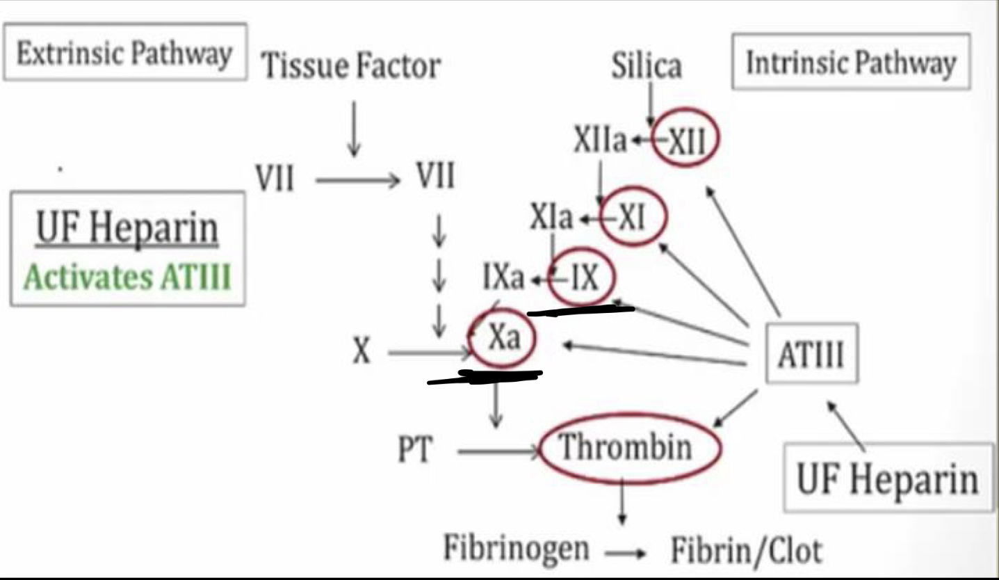 Extrinsic Pathway
Tissue Factor
Silica
Intrinsic Pathway
XIIa
XII
VII
VII
UF Heparin
Activates ATIII
XIa
XI
IXa
IX
X
Xa
ATIII
PT
Thrombin
UF Heparin
Fibrinogen
Fibrin/Clot